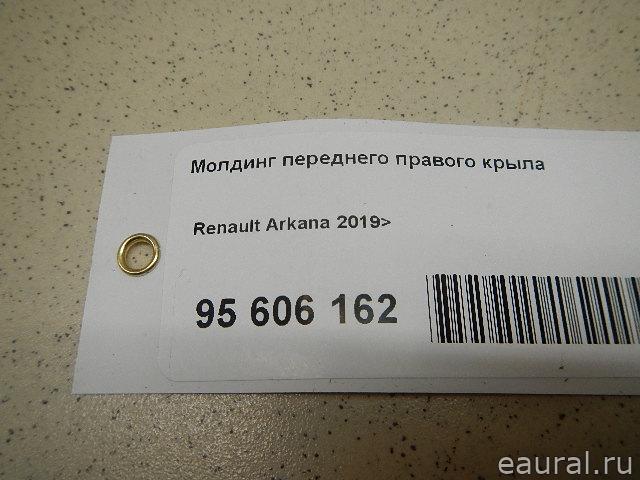 Молдинг переднего правого крыла
Renault Arkana 2019>
95 606 162
eaural.ru